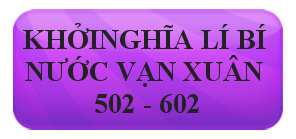 KHỞINGHĨA LÍ BÍ
NƯỚC VẠN XUÂN
502 - 602